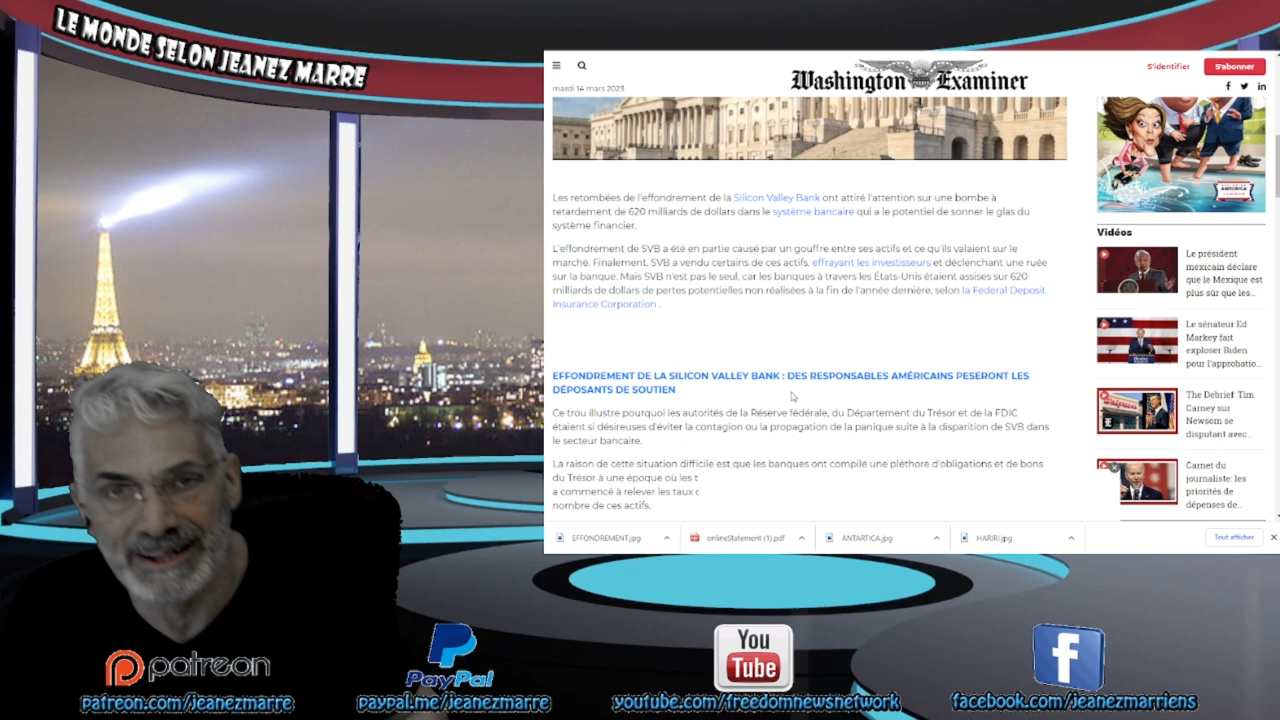 LE MONDE SELON JEANEZ MARRE
Washington Examiner
S'identifier
S'abonner
mardi 14 mars 2023
Les retombées de l'effondrement de la Silicon Valley Bank ont attiré l'attention sur une bombe à
retardement de 620 milliards de dollars dans le système bancaire qui a le potentiel de sonner le glas du
système financier.
L'effondrement de SVB a été en partie causé par un gouffre entre ses actifs et ce qu'ils valaient sur le
marché. Finalement, SVB a vendu certains de ces actifs, effrayant les investisseurs et déclenchant une ruée
sur la banque. Mais SVB n'est pas le seul, car les banques à travers les États-Unis étaient assises sur 620
milliards de dollars de pertes potentielles non réalisées à la fin de l'année dernière, selon la Federal Deposit
Insurance Corporation .
EFFONDREMENT DE LA SILICON VALLEY BANK : DES RESPONSABLES AMÉRICAINS PESERONT LES
DÉPOSANTS DE SOUTIEN
Ce trou illustre pourquoi les autorités de la Réserve fédérale, du Département du Trésor et de la FDIC
étaient si désireuses d'éviter la contagion ou la propagation de la panique suite à la disparition de SVB dans
le secteur bancaire.
La raison de cette situation difficile est que les banques ont compilé une pléthore d'obligations et de bons
du Trésor à une époque où les t
a commencé à relever les taux
nombre de ces actifs.
Vidéos
Le président
mexicain déclare
que le Mexique est
plus sûr que les...
Le sénateur Ed
Markey fait
exploser Biden
pour l'approbatio...
The Debrief: Tim
Carney sur
Newsom se
disputant avec...
Carnet du
journaliste: les
priorités de
dépenses de...
EFFONDREMENT.jpg
onlineStatement (1).pdf
ANTARTICA.jpg
HARIRI.jpg
Tout afficher
patreon
PayPal
You
Tube
patreon.com/jeanezmarre
paypal.me/jeanezmarre
youtube.com/freedomnewsnetwork
facebook.com/jeanezmarriens